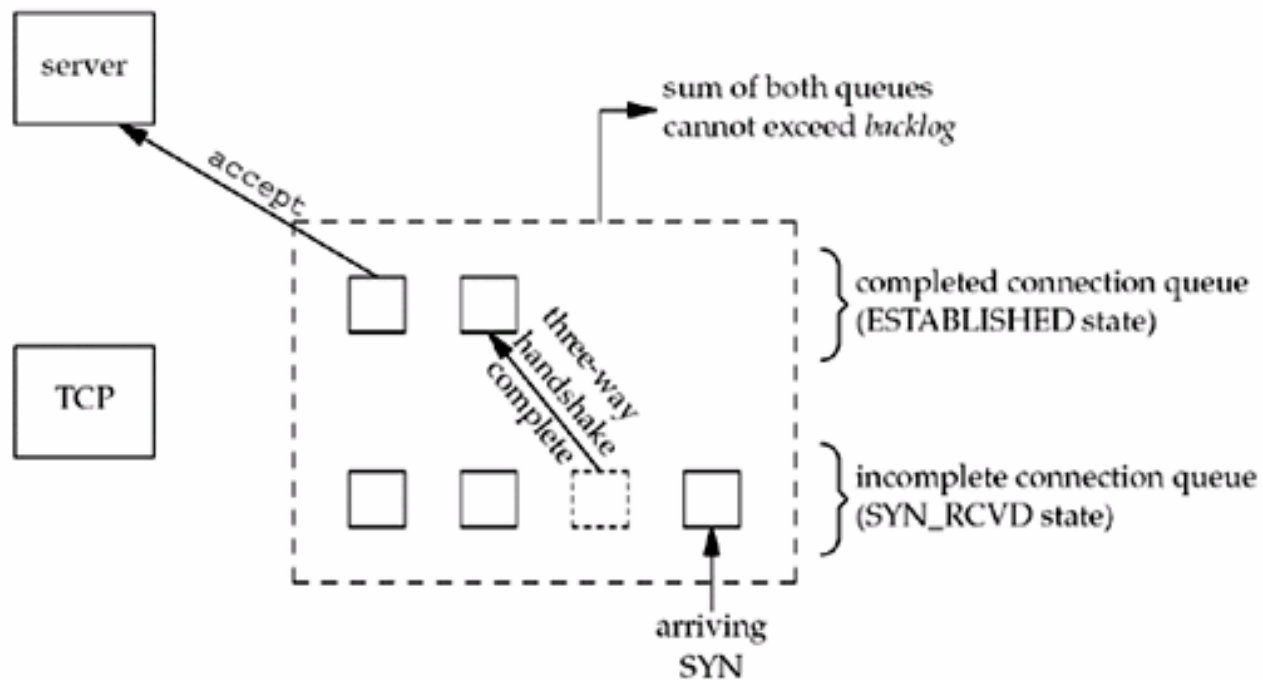 server
sum of both queues
cannot exceed backlog
accept
completed connection queue
(ESTABLISHED state)
three-way
handshake
complete
TCP
incomplete connection queue
(SYN_RCVD state)
arriving
SYN